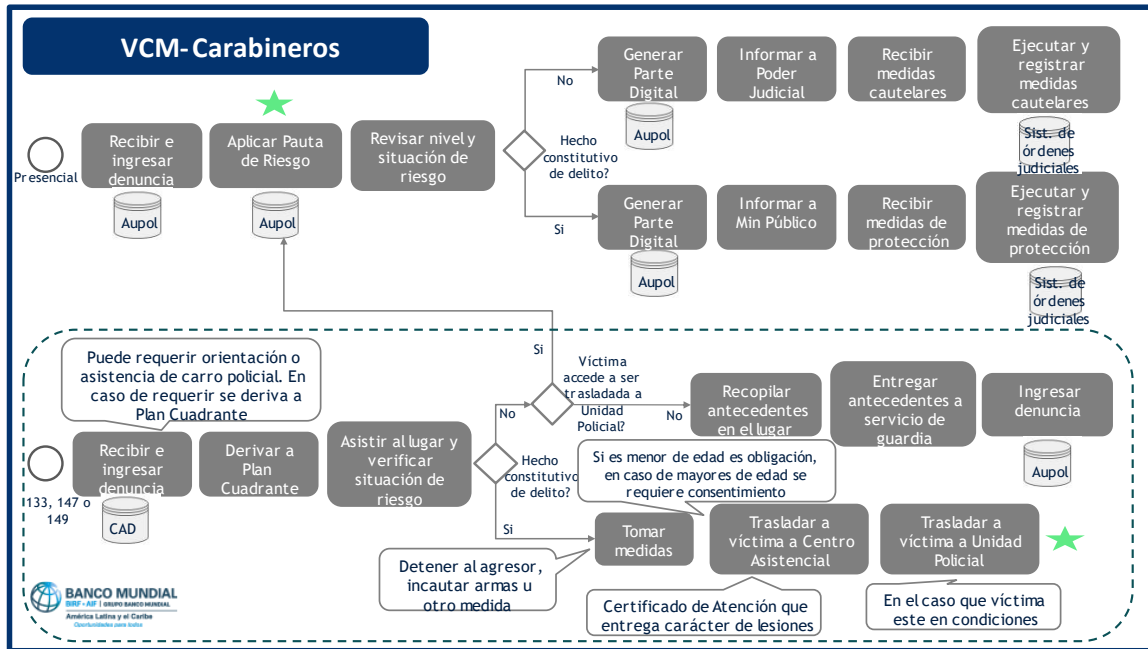 VCM-Carabineros
Presencial
Recibir e
ingresar
denuncia
Aupol
Aplicar Pauta
de Riesgo
Aupol
Revisar nivel y
situación de
riesgo
Hecho
constitutivo
de delito?
No
Generar
Parte
Digital
Aupol
Informar a
Poder
Judicial
Recibir
medidas
cautelares
Ejecutar y
registrar
medidas
cautelares
Sist. de
órdenes
judiciales
Si
Generar
Parte
Digital
Aupol
Informar a
Min Público
Recibir
medidas de
protección
Ejecutar y
registrar
medidas de
protección
Sist. de
órdenes
judiciales
Puede requerir orientación o
asistencia de carro policial. En
caso de requerir se deriva a
Plan Cuadrante
133, 147 o
149
Recibir e
ingresar
denuncia
CAD
Derivar a
Plan
Cuadrante
Asistir al lugar y
verificar
situación de
riesgo
Hecho
constitutivo
de delito?
No
Si
Víctima
accede a ser
trasladada a
Unidad
Policial?
Si
No
Recopilar
antecedentes
en el lugar
Entregar
antecedentes a
servicio de
guardia
Ingresar
denuncia
Aupol
Si es menor de edad es obligación,
en caso de mayores de edad se
requiere consentimiento
Tomar
medidas
Trasladar a
víctima a Centro
Asistencial
Trasladar a
víctima a Unidad
Policial
Detener al agresor,
incautar armas u
otro medida
Certificado de Atención que
entrega carácter de lesiones
En el caso que víctima
este en condiciones
BANCO MUNDIAL
BIRF - AIF | GRUPO BANCO MUNDIAL
América Latina y el Caribe
Oportunidades para todos